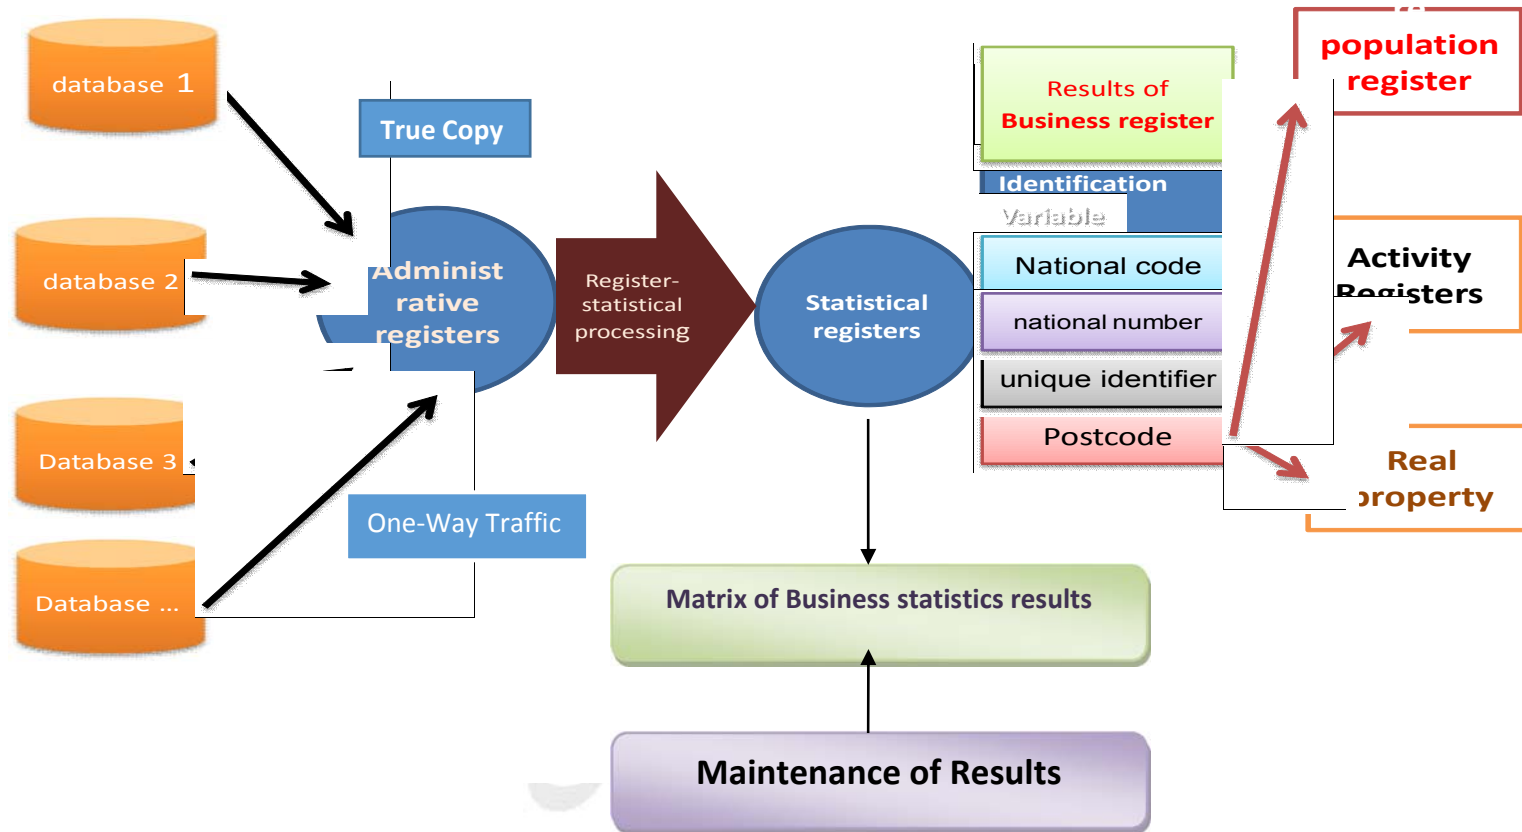 database 1
True Copy
database 2
Administ
rative
registers
Register-
statistical
processing
Statistical
registers
Results of
Business register
Identification
Variable
National code
national number
unique identifier
Postcode
population
register
Activity
Registers
Real
property
Database 3
One-Way Traffic
Database ...
Matrix of Business statistics results
Maintenance of Results